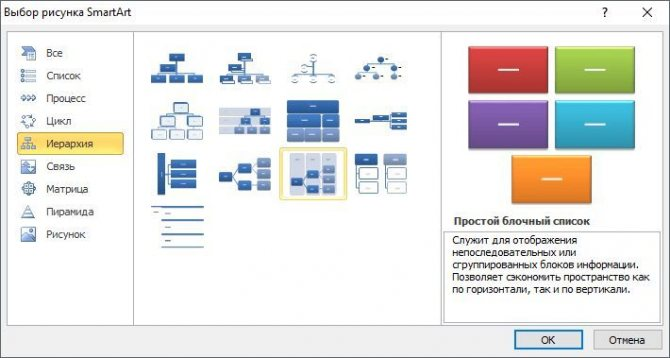 Выбор рисунка SmartArt
?
Все
Список
Процесс
Цикл
Иерархия
Связь
Матрица
Пирамида
Рисунок
Простой блочный список
Служит для отображения
непоследовательных или
сгруппированных блоков информации.
Позволяет сэкономить пространство как
по горизонтали, так и по вертикали.
ОК
Отмена